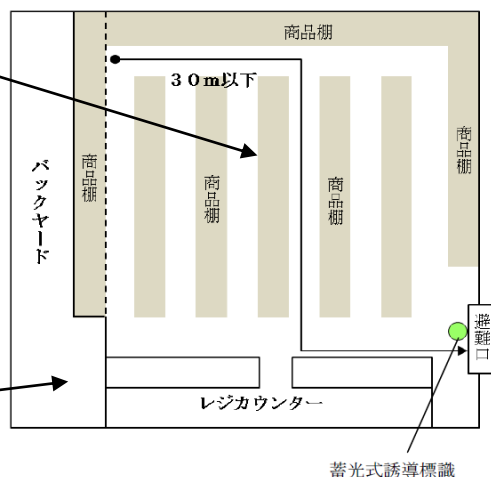 商品棚
３０ｍ以下
商品棚
バックヤード
商品棚
商品棚
商品棚
避難口
レジカウンター
蓄光式誘導標識